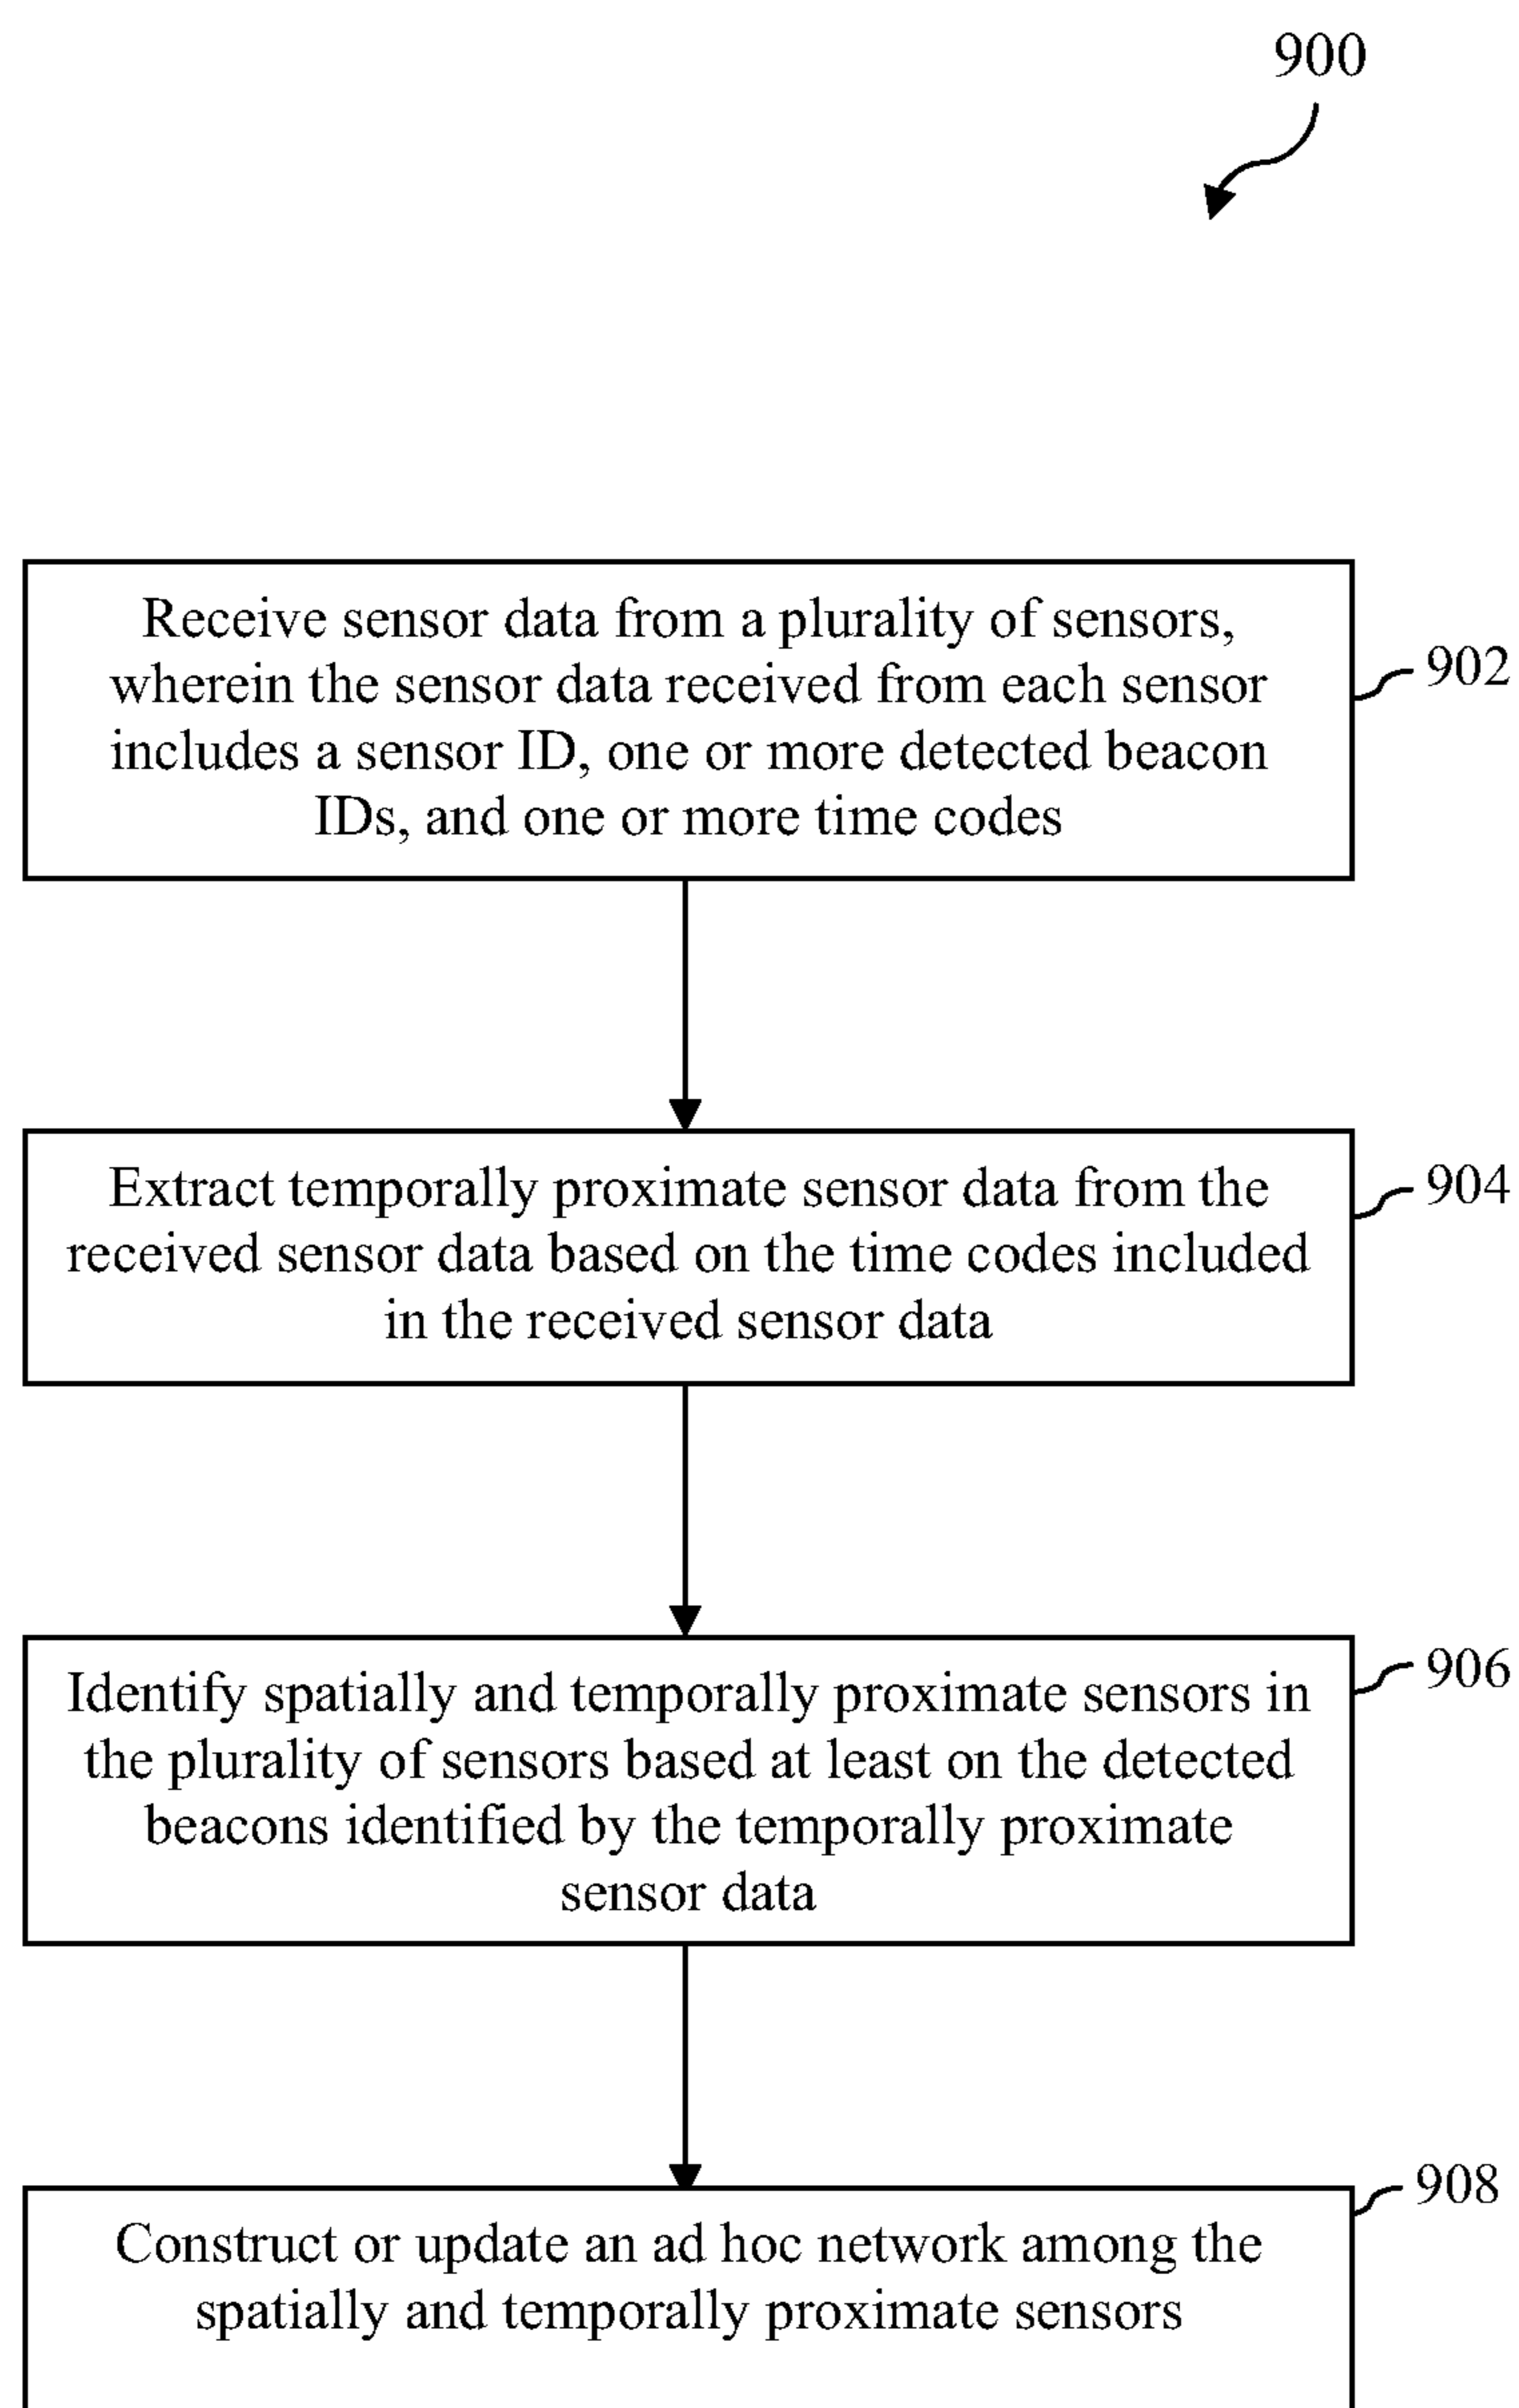 900
Receive sensor data from a plurality of sensors,
wherein the sensor data received from each sensor
includes a sensor ID, one or more detected beacon
IDs, and one or more time codes
902
Extract temporally proximate sensor data from the
received sensor data based on the time codes included
in the received sensor data
904
Identify spatially and temporally proximate sensors in
the plurality of sensors based at least on the detected
beacons identified by the temporally proximate
sensor data
906
Construct or update an ad hoc network among the
spatially and temporally proximate sensors
908